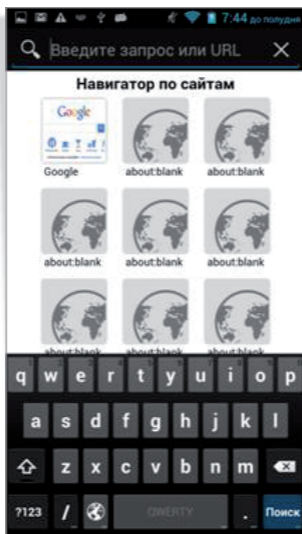 7:44 до полудня
Введите запрос или URL
Навигатор по сайтам
Google
Google about:blank about:blank
about:blank about:blank about:blank
about:blank about:blank about:blank
q w e r t y u i o p
a s d f g h j k l
z x c v b n m
?123 / QWERTY . Поиск